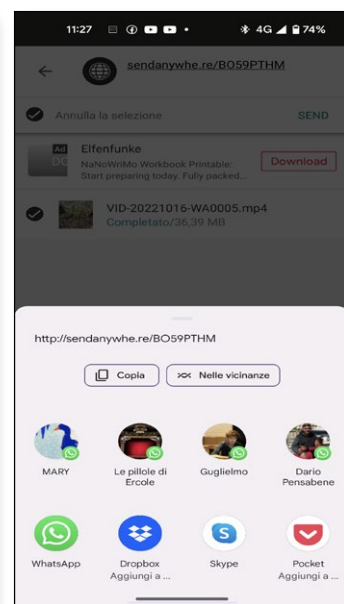 11:27 4G 74%
sendanywhe.re/BO59PTHM
Annulla la selezione SEND
Ad Elfenfunke
NaNoWriMo Workbook Printable: Download
Start preparing today. Fully packed...
VID-20221016-WA0005.mp4
Completato/36,39 MB
http://sendanywhe.re/BO59PTHM
Copia Nelle vicinanze
MARY Le pillole di Ercole Guglielmo Dario Pensabene
WhatsApp Dropbox Aggiungi a ... Skype Pocket Aggiungi a ...